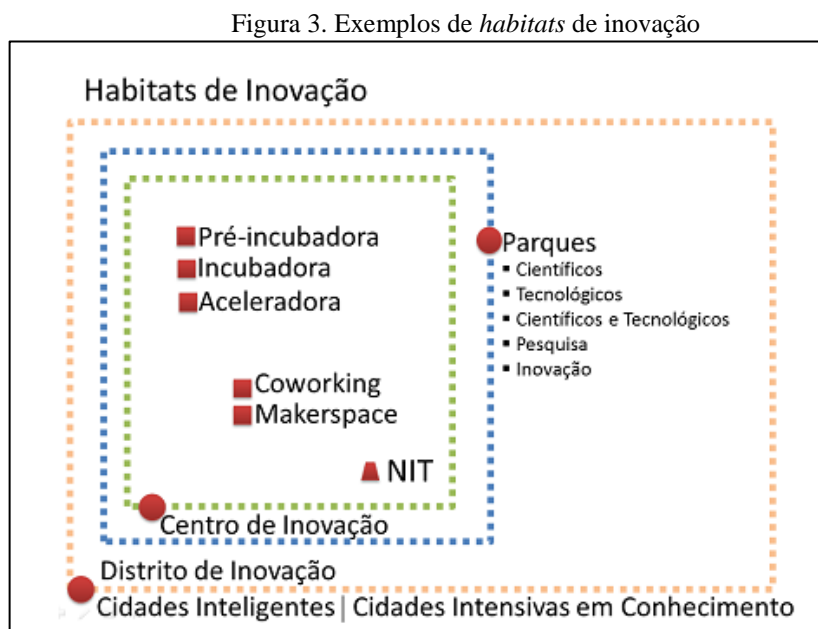 Figura 3. Exemplos de habitats de inovação
Habitats de Inovação
Pré-incubadora
Incubadora
Aceleradora
Parques
Científicos
Tecnológicos
Científicos e Tecnológicos
Pesquisa
Inovação
Coworking
Makerspace
NIT
Centro de Inovação
Distrito de Inovação
Cidades Inteligentes | Cidades Intensivas em Conhecimento